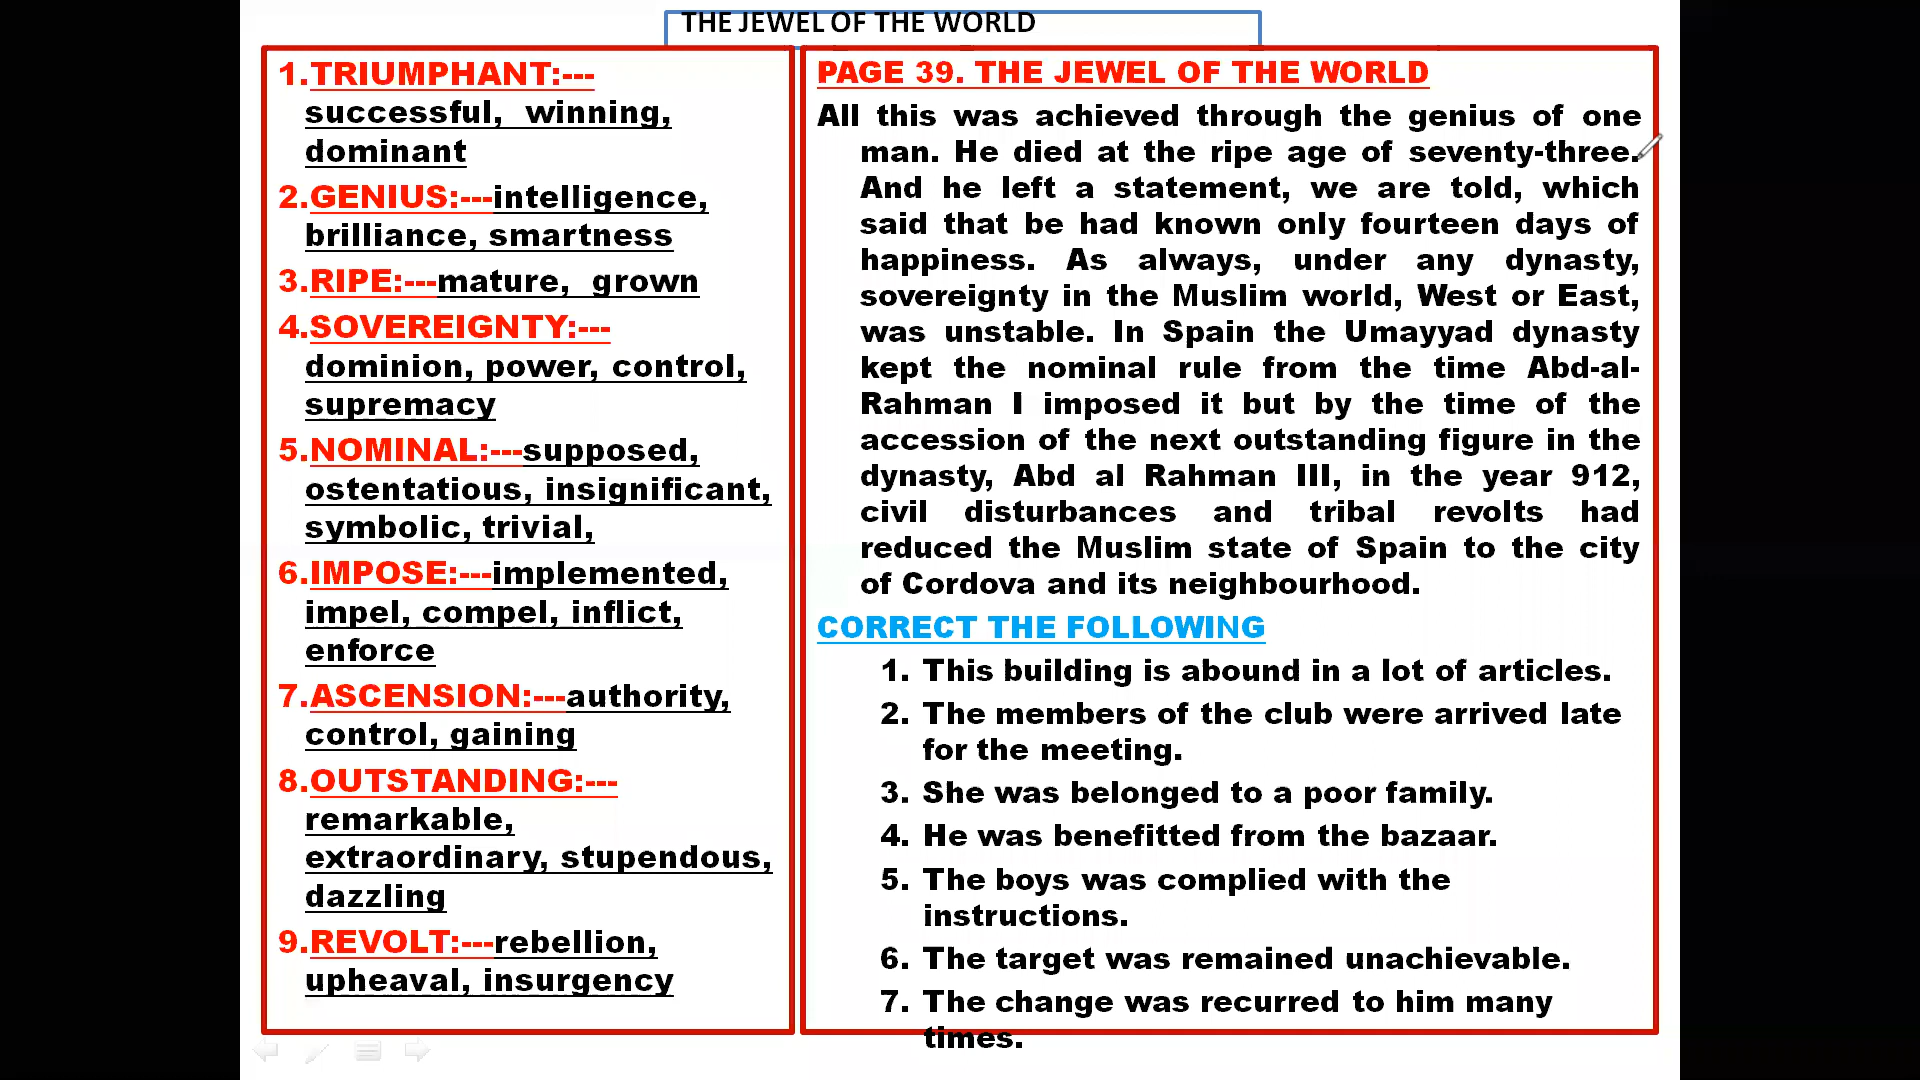 THE JEWEL OF THE WORLD
1.TRIUMPHANT:---
successful, winning,
dominant
2.GENIUS:---intelligence,
brilliance, smartness
3.RIPE:---mature, grown
4.SOVEREIGNTY:---
dominion, power, control,
supremacy
5.NOMINAL:---supposed,
ostentatious, insignificant,
symbolic, trivial,
6.IMPOSE:---implemented,
impel, compel, inflict,
enforce
7.ASCENSION:---authority,
control, gaining
8.OUTSTANDING:---
remarkable,
extraordinary, stupendous,
dazzling
9.REVOLT:---rebellion,
upheaval, insurgency
PAGE 39. THE JEWEL OF THE WORLD
All this was achieved through the genius of one
man. He died at the ripe age of seventy-three.
And he left a statement, we are told, which
said that be had known only fourteen days of
happiness. As always, under any dynasty,
sovereignty in the Muslim world, West or East,
was unstable. In Spain the Umayyad dynasty
kept the nominal rule from the time Abd-al-
Rahman I imposed it but by the time of the
accession of the next outstanding figure in the
dynasty, Abd al Rahman III, in the year 912,
civil disturbances and tribal revolts had
reduced the Muslim state of Spain to the city
of Cordova and its neighbourhood.
CORRECT THE FOLLOWING
1. This building is abound in a lot of articles.
2. The members of the club were arrived late
for the meeting.
3. She was belonged to a poor family.
4. He was benefitted from the bazaar.
5. The boys was complied with the
instructions.
6. The target was remained unachievable.
7. The change was recurred to him many
times.